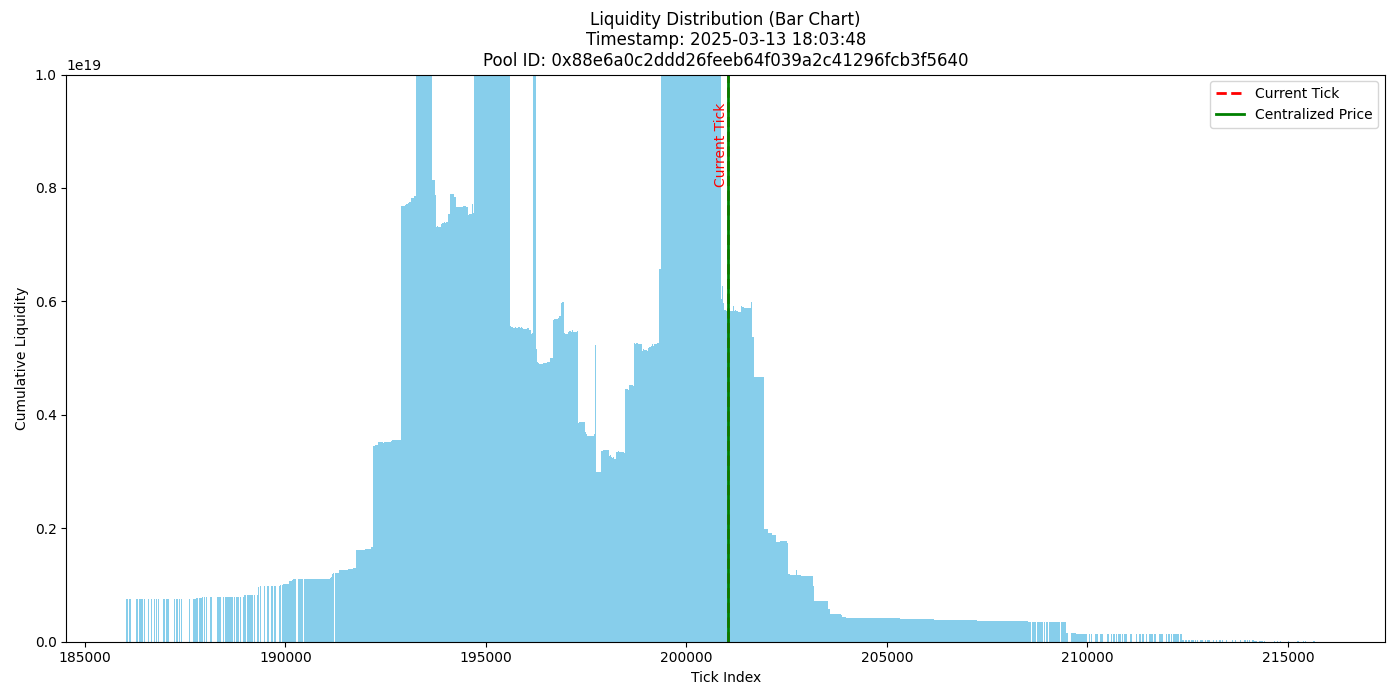 Liquidity Distribution (Bar Chart)
Timestamp: 2025-03-13 18:03:48
Pool ID: 0x88e6a0c2ddd26feeb64f039a2c41296fcb3f5640
1e19
1.0
0.8
0.6
0.4
0.2
0.0
Cumulative Liquidity
Current Tick
Current Tick
Centralized Price
185000
190000
195000
200000
205000
210000
215000
Tick Index